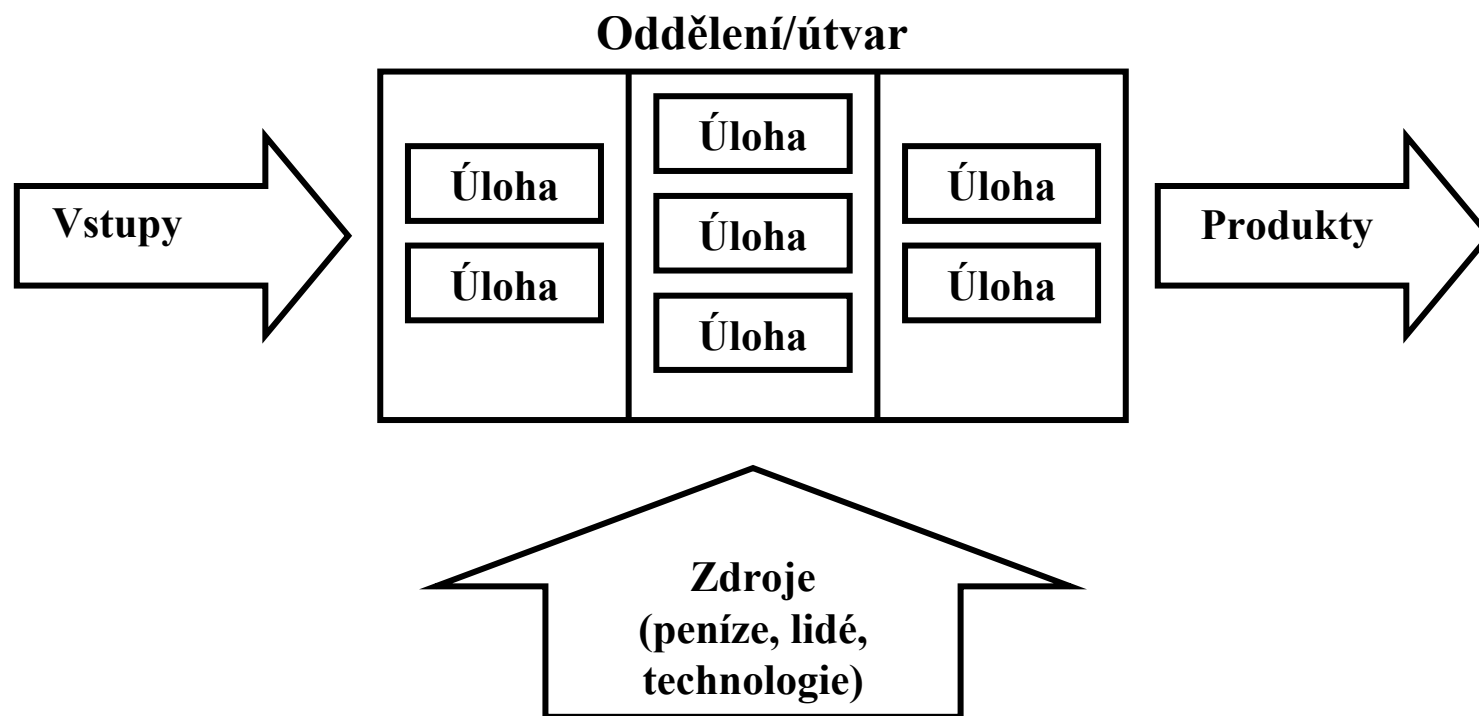 Oddělení/útvar
Vstupy
Úloha
Úloha
Úloha
Úloha
Úloha
Úloha
Úloha
Produkty
Zdroje
(peníze, lidé,
technologie)